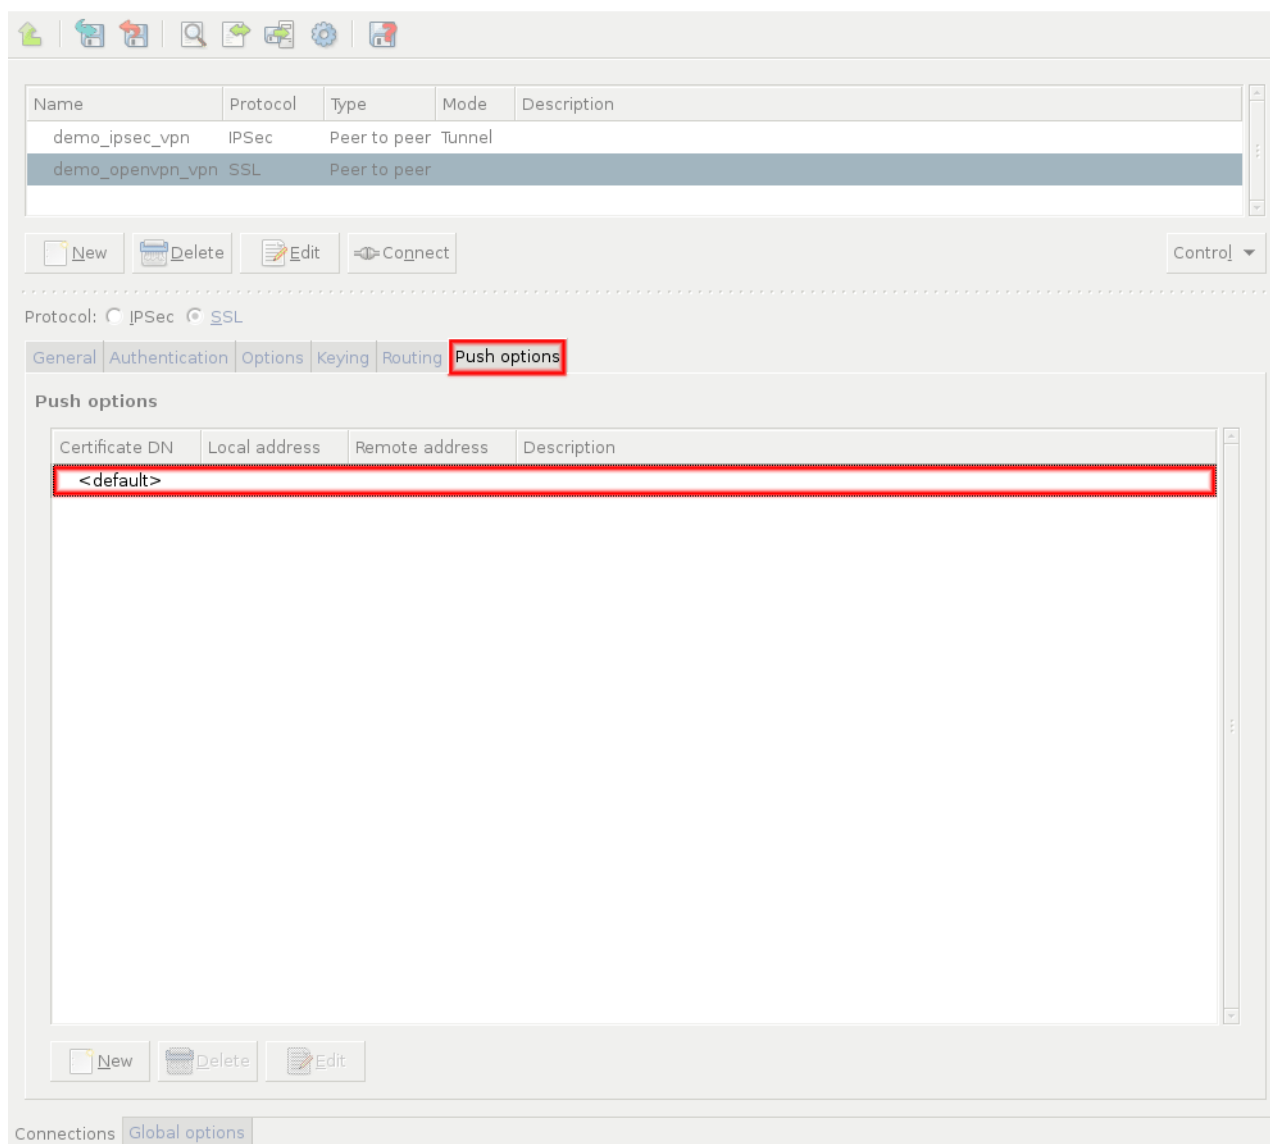 Name Protocol Type Mode Description
demo_ipsec_vpn IPSec Peer to peer Tunnel
demo_openvpn_vpn SSL Peer to peer
New Delete Edit Connect Control
Protocol: IPSec SSL
General Authentication Options Keying Routing Push options
Push options
Certificate DN Local address Remote address Description
<default>
New Delete Edit
Connections Global options